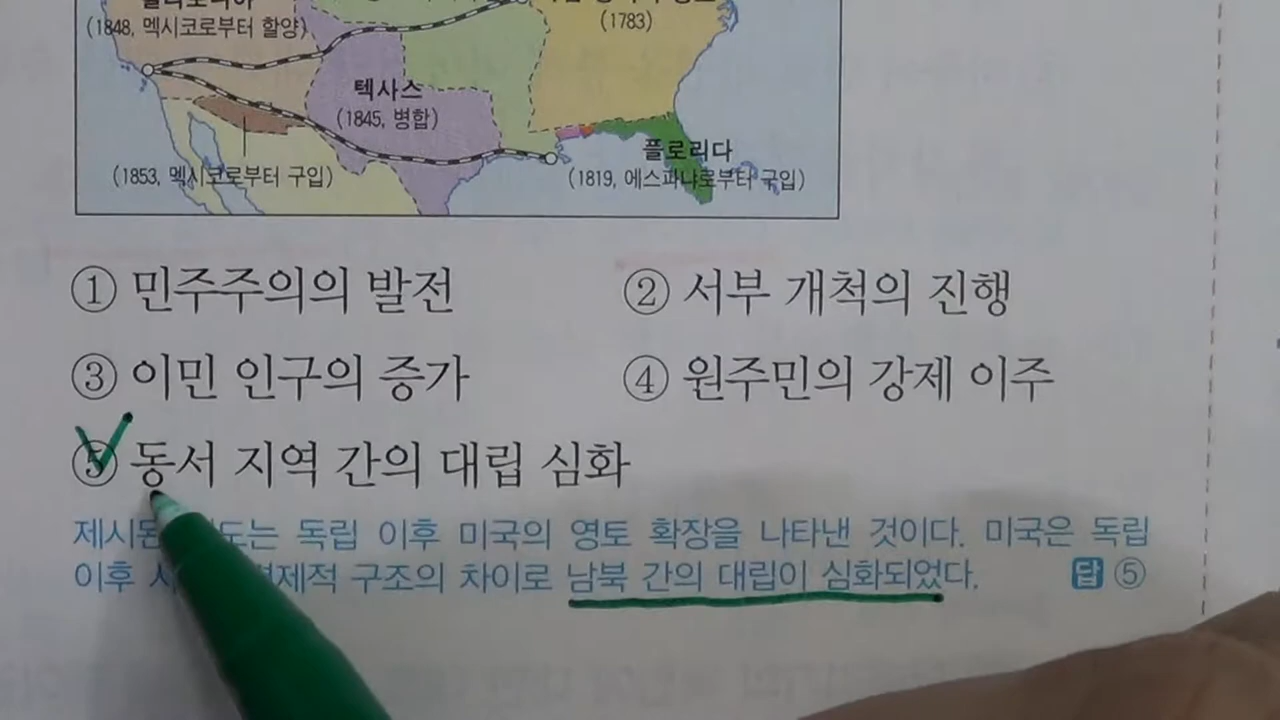 (1848, 멕시코로부터 할양)
(1783)
텍사스
(1845, 병합)
플로리다
(1853, 멕시코로부터 구입)
(1819, 에스파냐로부터 구입)
① 민주주의의 발전
② 서부 개척의 진행
③ 이민 인구의 증가
④ 원주민의 강제 이주
⑤ 동서 지역 간의 대립 심화
제시된 는 독립 이후 미국의 영토 확장을 나타낸 것이다. 미국은 독립
이후 구조의 차이로 남북 간의 대립이 심화되었다. 답 ⑤